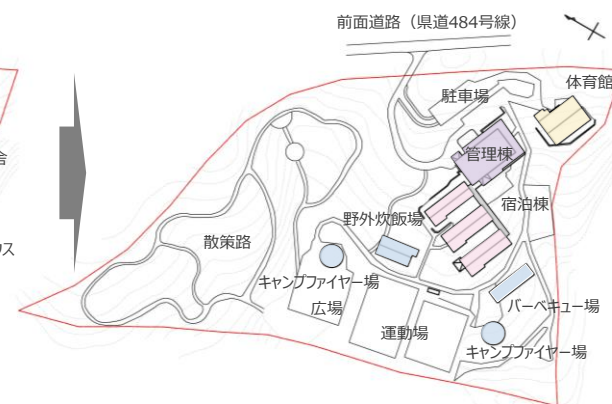 前面道路（県道484号線）
体育館
駐車場
管理棟
宿泊棟
野外炊飯場
散策路
キャンプファイヤー場
広場
バーベキュー場
運動場
キャンプファイヤー場
舎
ウス